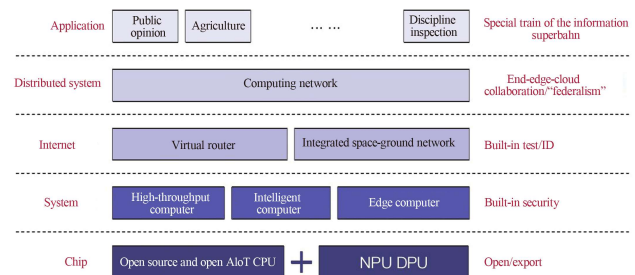 Application
Public
opinion
Agriculture
... ...
Discipline
inspection
Special train of the information
superbahn
Distributed system
Computing network
End-edge-cloud
collaboration/“federalism”
Internet
Virtual router
Integrated space-ground network
Built-in test/ID
System
High-throughput
computer
Intelligent
computer
Edge computer
Built-in security
Chip
Open source and open AIoT CPU
+
NPU DPU
Open/export